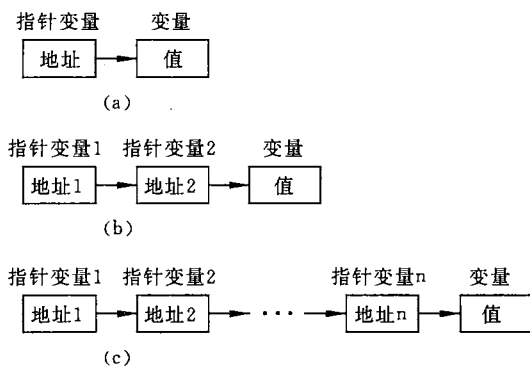 指针变量 变量
地址 值
(a)
指针变量1 指针变量2 变量
地址1 地址2 值
(b)
指针变量1 指针变量2 指针变量n 变量
地址1 地址2 ··· 地址n 值
(c)